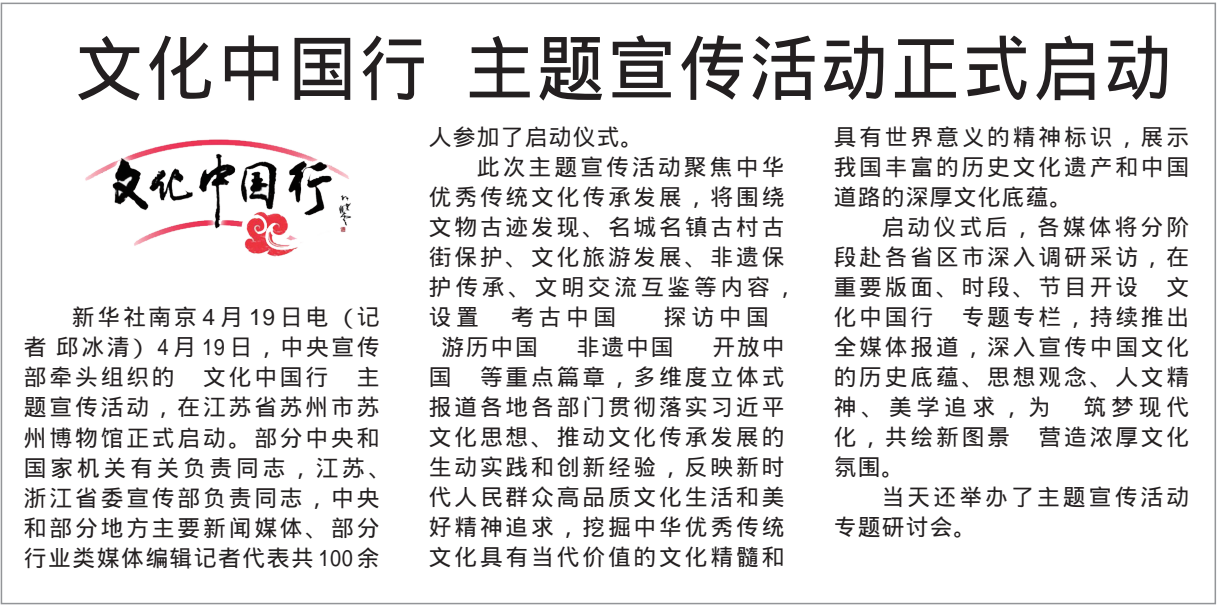 文化中国行 主题宣传活动正式启动
文化中国行
新华社南京4月19日电（记
者 邱冰清）4月19日，中央宣传
部牵头组织的 文化中国行 主
题宣传活动，在江苏省苏州市苏
州博物馆正式启动。部分中央和
国家机关有关负责同志，江苏、
浙江省委宣传部负责同志，中央
和部分地方主要新闻媒体、部分
行业类媒体编辑记者代表共100余
人参加了启动仪式。
此次主题宣传活动聚焦中华
优秀传统文化传承发展，将围绕
文物古迹发现、名城名镇古村古
街保护、文化旅游发展、非遗保
护传承、文明交流互鉴等内容，
设置 考古中国 探访中国
游历中国 非遗中国 开放中
国 等重点篇章，多维度立体式
报道各地各部门贯彻落实习近平
文化思想、推动文化传承发展的
生动实践和创新经验，反映新时
代人民群众高品质文化生活和美
好精神追求，挖掘中华优秀传统
文化具有当代价值的文化精髓和
具有世界意义的精神标识，展示
我国丰富的历史文化遗产和中国
道路的深厚文化底蕴。
启动仪式后，各媒体将分阶
段赴各省区市深入调研采访，在
重要版面、时段、节目开设 文
化中国行 专题专栏，持续推出
全媒体报道，深入宣传中国文化
的历史底蕴、思想观念、人文精
神、美学追求，为 筑梦现代
化，共绘新图景 营造浓厚文化
氛围。
当天还举办了主题宣传活动
专题研讨会。